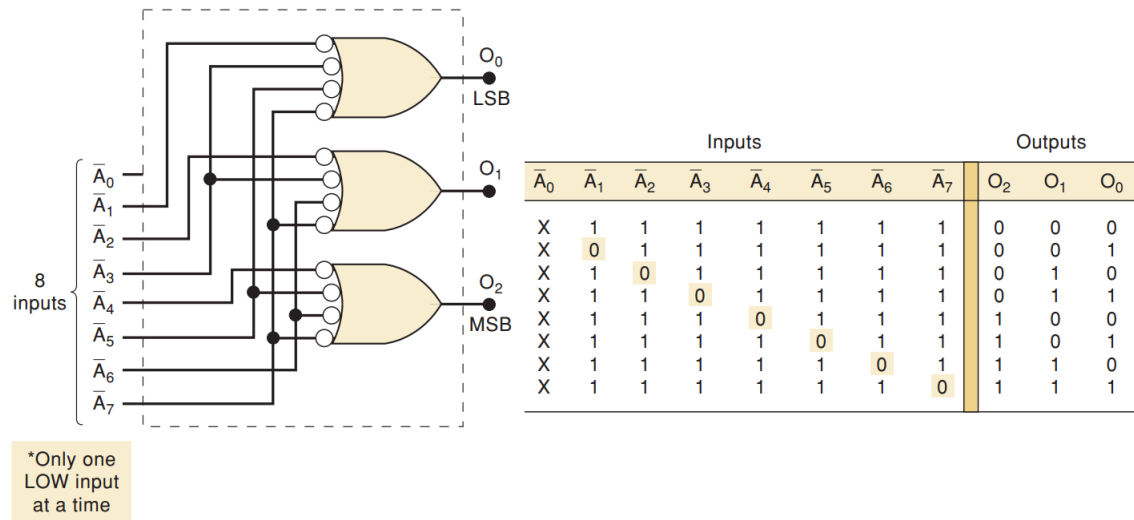 O₀
LSB
O₁
O₂
MSB
8
inputs
A̅₀
A̅₁
A̅₂
A̅₃
A̅₄
A̅₅
A̅₆
A̅₇
*Only one
LOW input
at a time
Inputs Outputs
A̅₀ A̅₁ A̅₂ A̅₃ A̅₄ A̅₅ A̅₆ A̅₇ O₂ O₁ O₀
X 1 1 1 1 1 1 1 0 0 0
X 0 1 1 1 1 1 1 0 0 1
X 1 0 1 1 1 1 1 0 1 0
X 1 1 0 1 1 1 1 0 1 1
X 1 1 1 0 1 1 1 1 0 0
X 1 1 1 1 0 1 1 1 0 1
X 1 1 1 1 1 0 1 1 1 0
X 1 1 1 1 1 1 0 1 1 1